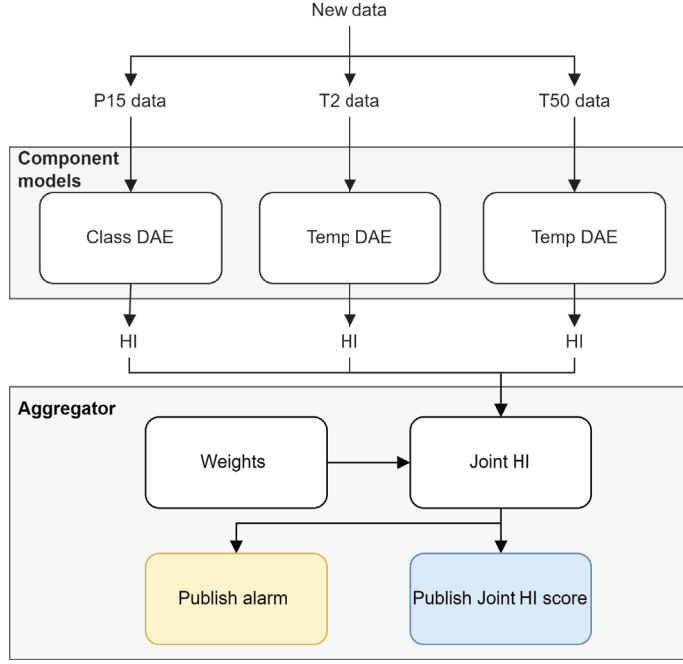 New data
P15 data
T2 data
T50 data
Component
models
Class DAE
Temp DAE
Temp DAE
HI
HI
HI
Aggregator
Weights
Joint HI
Publish alarm
Publish Joint HI score